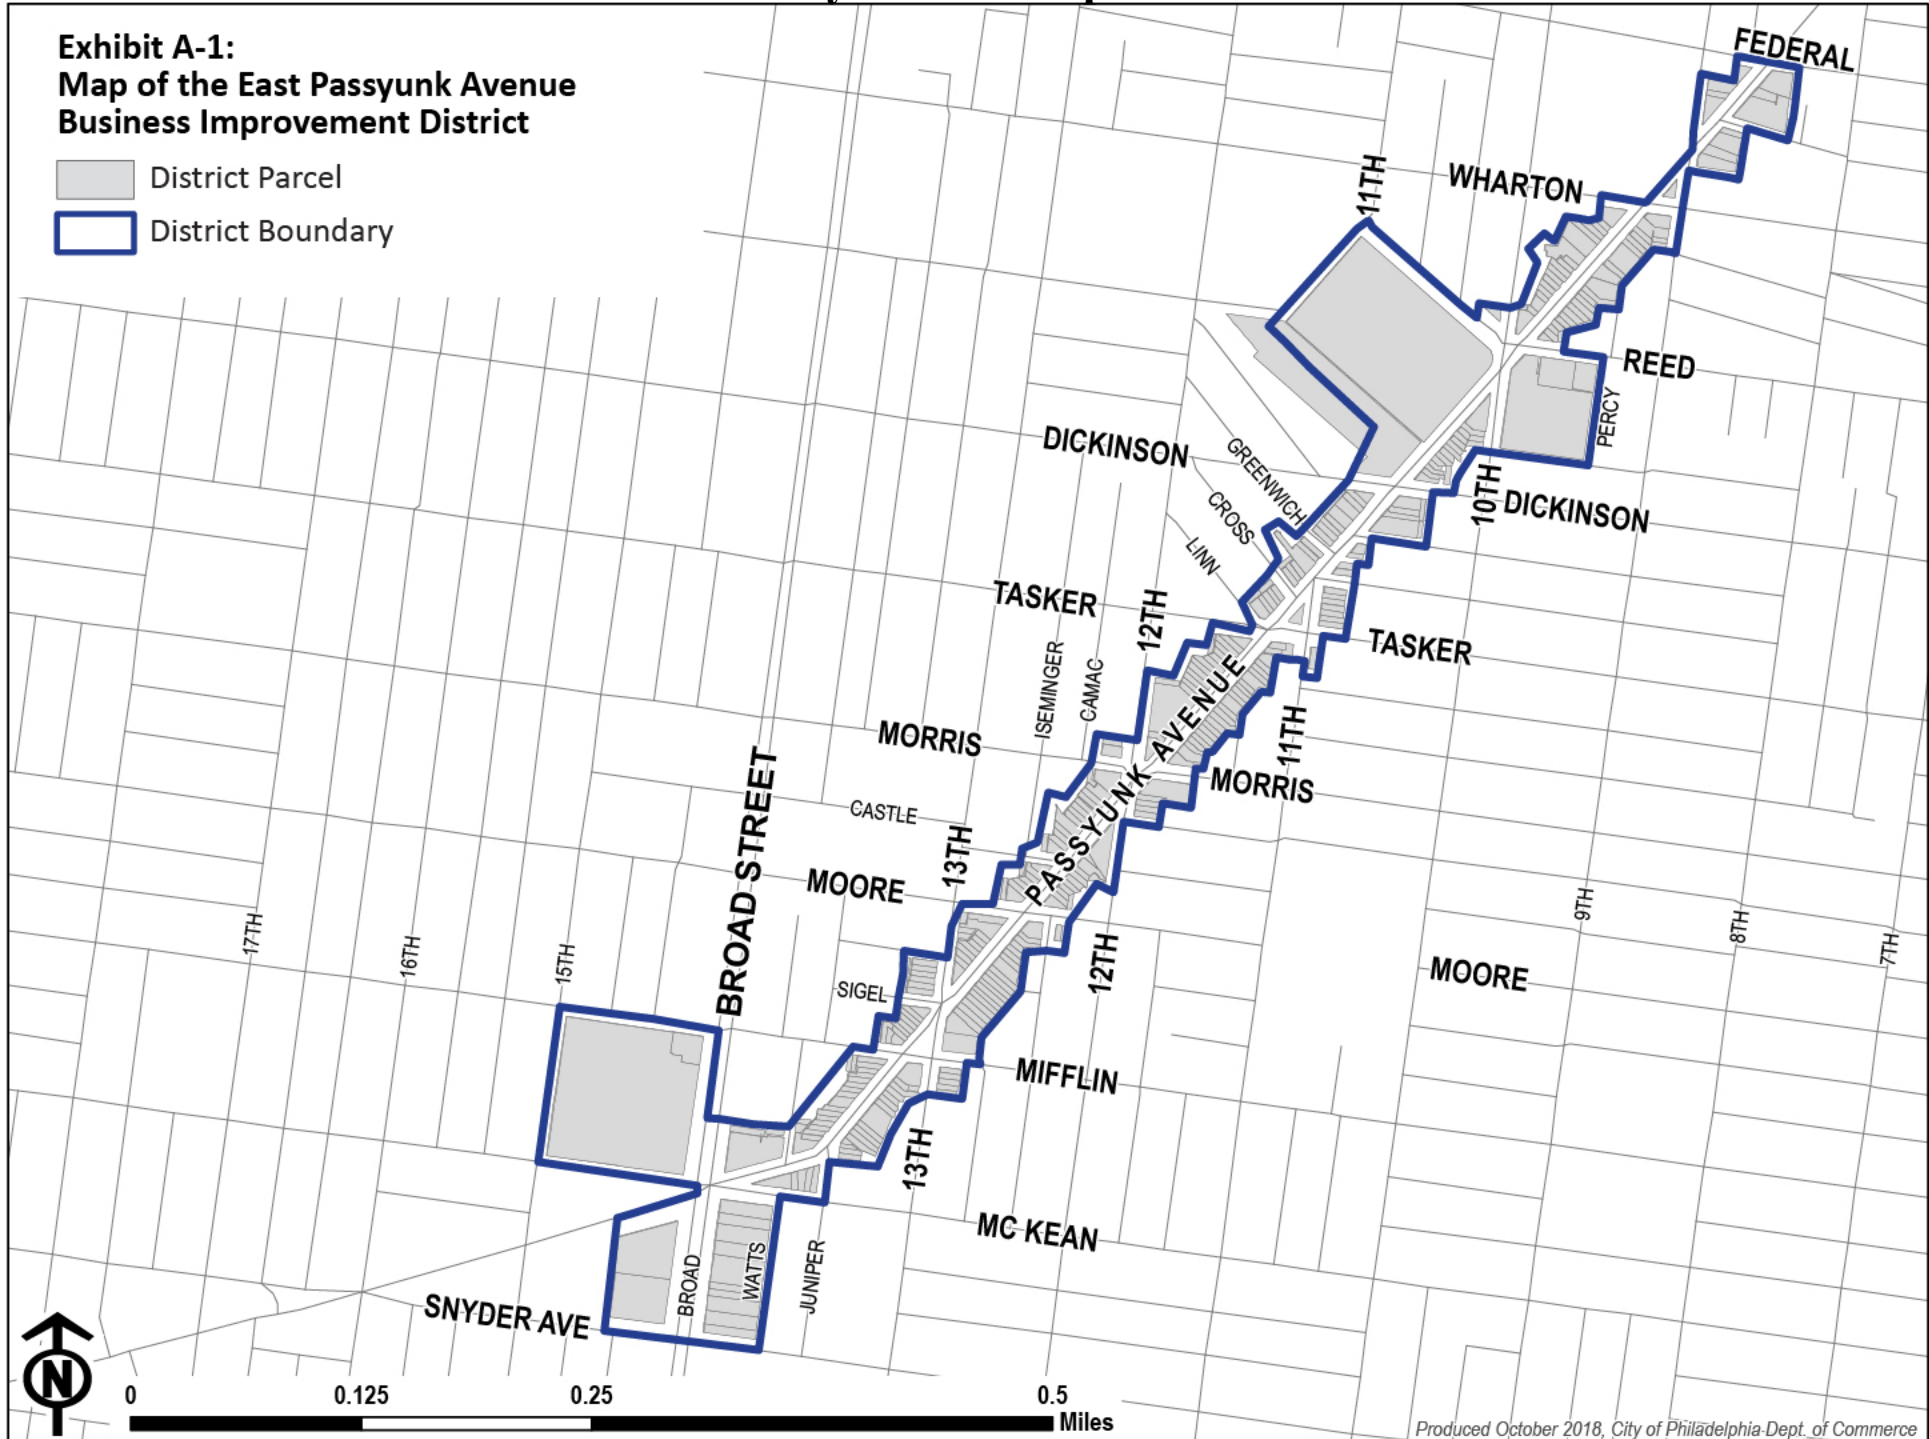 Exhibit A-1:
Map of the East Passyunk Avenue
Business Improvement District
District Parcel
District Boundary
FEDERAL
WHARTON
11TH
REED
PERCY
DICKINSON
GREENWICH
CROSS
LINN
10TH
DICKINSON
TASKER
12TH
TASKER
ISEMINGER
CAMAC
PASSYUNK AVENUE
11TH
MORRIS
MORRIS
CASTLE
BROAD STREET
13TH
MOORE
17TH
16TH
15TH
12TH
9TH
8TH
7TH
MOORE
SIGEL
MIFFLIN
13TH
MC KEAN
BROAD
WATTS
JUNIPER
SNYDER AVE
N
0 0.125 0.25 0.5
Miles
Produced October 2018, City of Philadelphia Dept. of Commerce